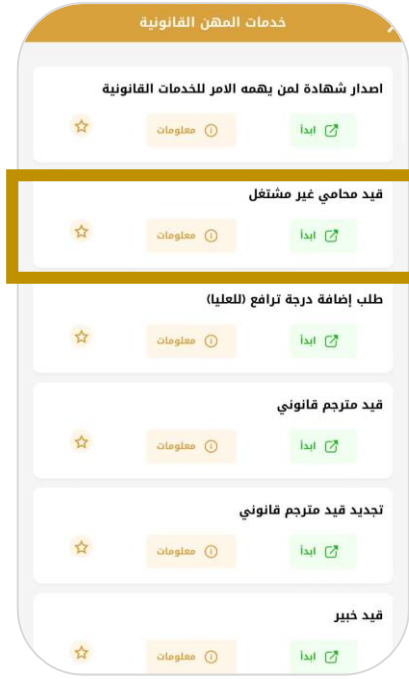 خدمات المهن القانونية
اصدار شهادة لمن يهمه الامر للخدمات القانونية
ابدأ
معلومات
قيد محامي غير مشتغل
ابدأ
معلومات
طلب إضافة درجة ترافع (للعليا)
ابدأ
معلومات
قيد مترجم قانوني
ابدأ
معلومات
تجديد قيد مترجم قانوني
ابدأ
معلومات
قيد خبير
ابدأ
معلومات